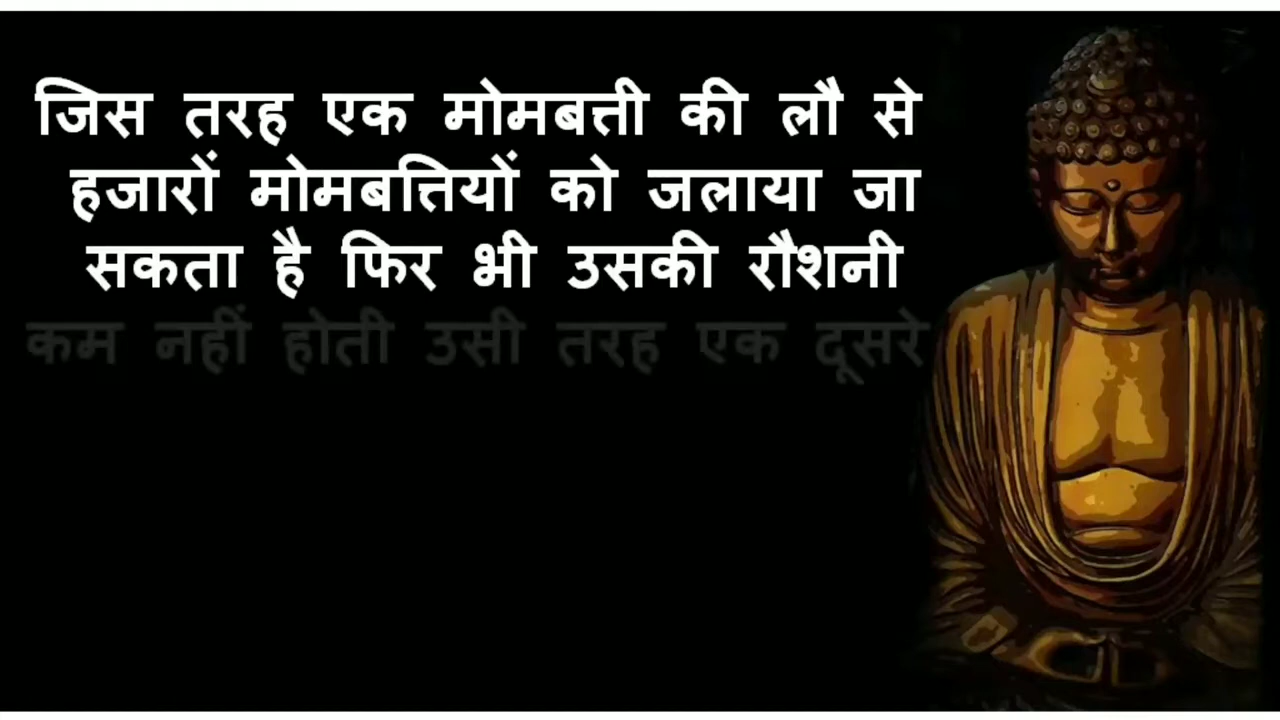 जिस तरह एक मोमबत्ती की लौ से
हजारों मोमबत्तियों को जलाया जा
सकता है फिर भी उसकी रौशनी
कम नहीं होती उसी तरह एक दूसरे